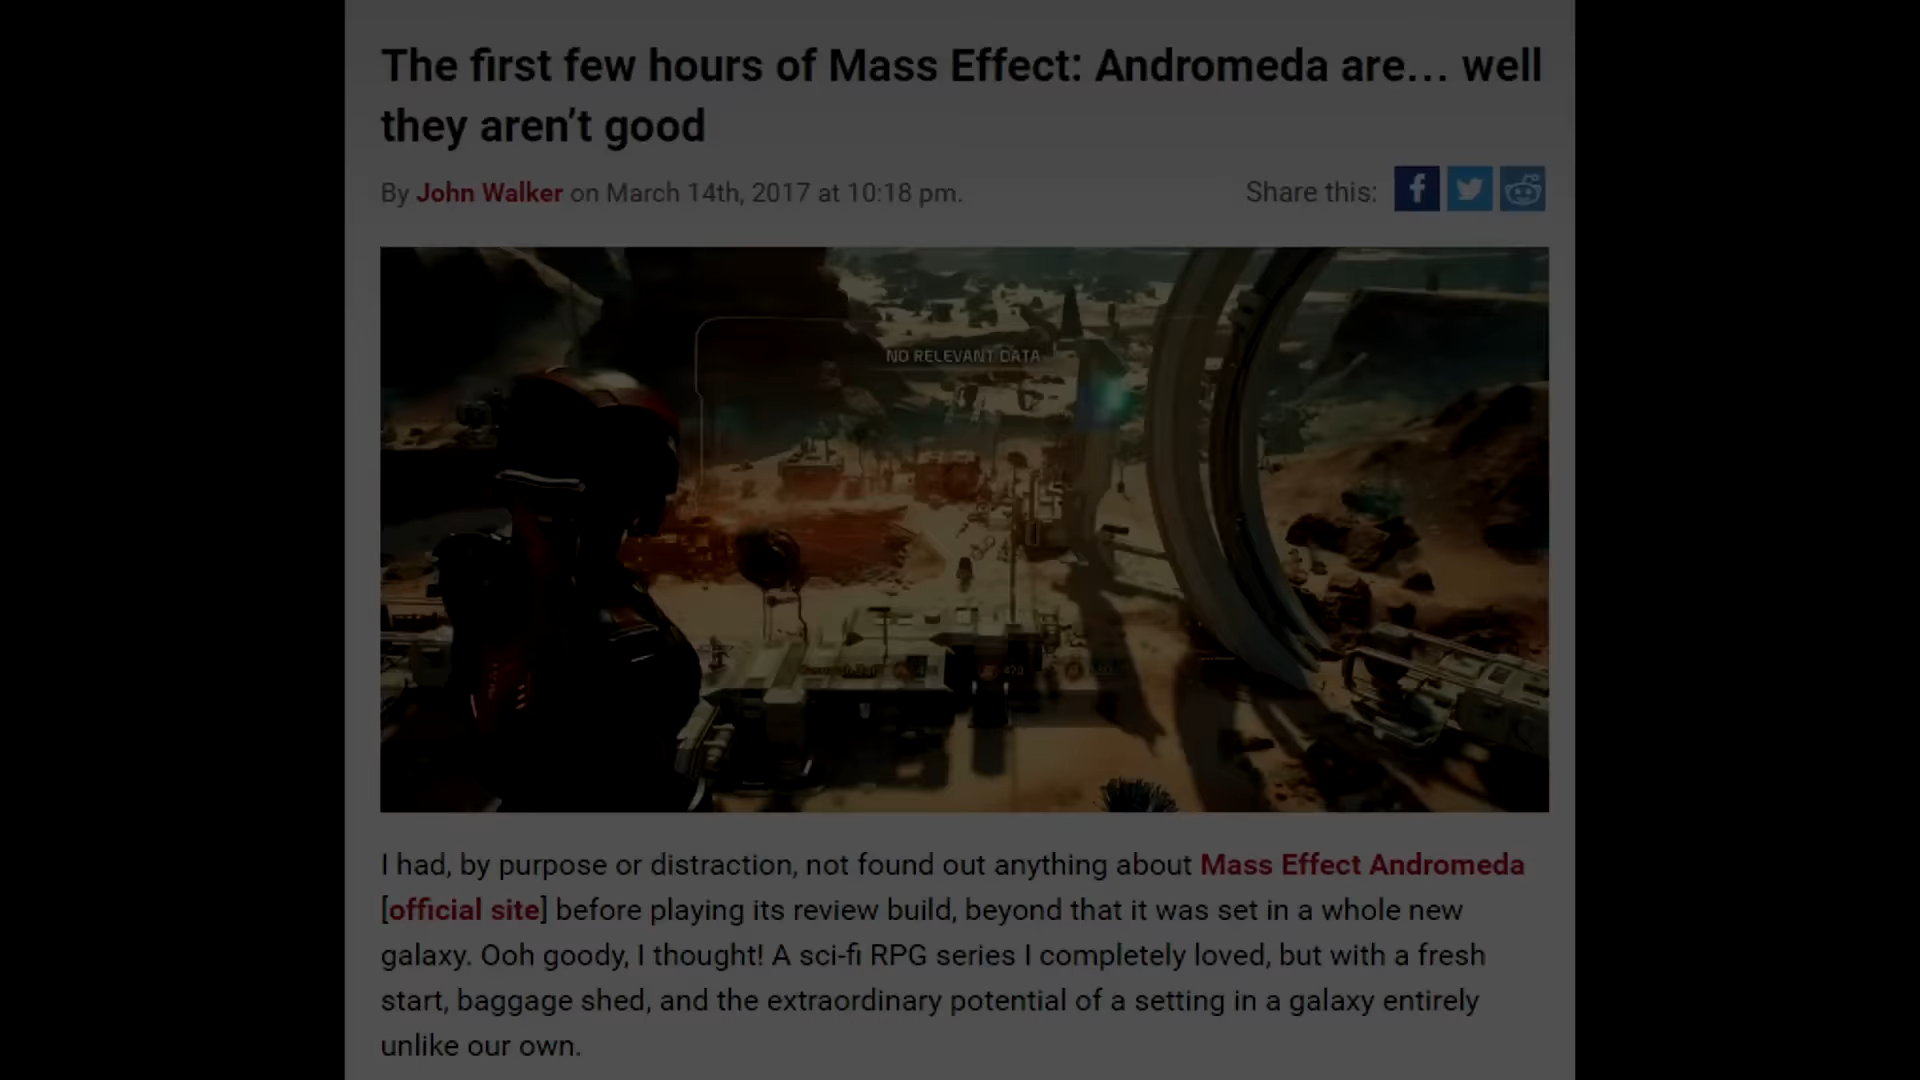 The first few hours of Mass Effect: Andromeda are... well
they aren't good
By John Walker on March 14th, 2017 at 10:18 pm.
Share this:
NO RELEVANT DATA
I had, by purpose or distraction, not found out anything about Mass Effect Andromeda
[official site] before playing its review build, beyond that it was set in a whole new
galaxy. Ooh goody, I thought! A sci-fi RPG series I completely loved, but with a fresh
start, baggage shed, and the extraordinary potential of a setting in a galaxy entirely
unlike our own.